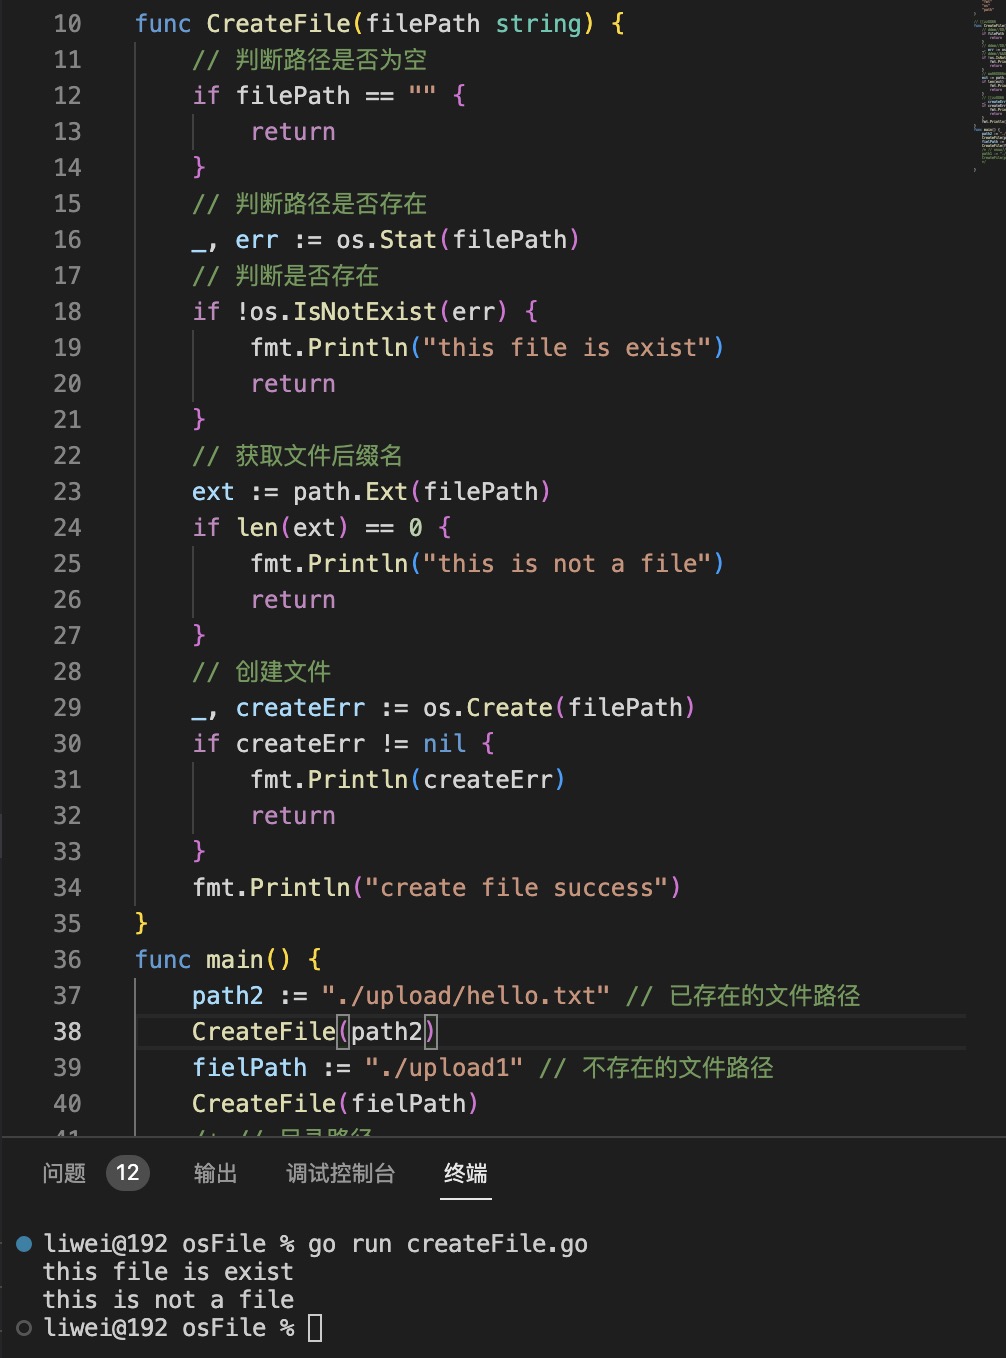 10 func CreateFile(filePath string) {
11 // 判断路径是否为空
12 if filePath == "" {
13 return
14 }
15 // 判断路径是否存在
16 _, err := os.Stat(filePath)
17 // 判断是否存在
18 if !os.IsNotExist(err) {
19 fmt.Println("this file is exist")
20 return
21 }
22 // 获取文件后缀名
23 ext := path.Ext(filePath)
24 if len(ext) == 0 {
25 fmt.Println("this is not a file")
26 return
27 }
28 // 创建文件
29 _, createErr := os.Create(filePath)
30 if createErr != nil {
31 fmt.Println(createErr)
32 return
33 }
34 fmt.Println("create file success")
35 }
36 func main() {
37 path2 := "./upload/hello.txt" // 已存在的文件路径
38 CreateFile(path2)
39 fielPath := "./upload1" // 不存在的文件路径
40 CreateFile(fielPath)
问题 12 输出 调试控制台 终端
liwei@192 osFile % go run createFile.go
this file is exist
this is not a file
liwei@192 osFile %